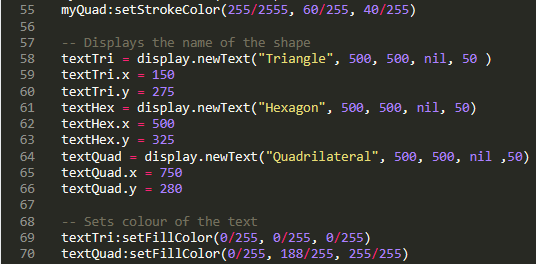 55 myQuad:setStrokeColor(255/2555, 60/255, 40/255)
56
57 -- Displays the name of the shape
58 textTri = display.newText("Triangle", 500, 500, nil, 50 )
59 textTri.x = 150
60 textTri.y = 275
61 textHex = display.newText("Hexagon", 500, 500, nil, 50)
62 textHex.x = 500
63 textHex.y = 325
64 textQuad = display.newText("Quadrilateral", 500, 500, nil ,50)
65 textQuad.x = 750
66 textQuad.y = 280
67
68 -- Sets colour of the text
69 textTri:setFillColor(0/255, 0/255, 0/255)
70 textQuad:setFillColor(0/255, 188/255, 255/255)